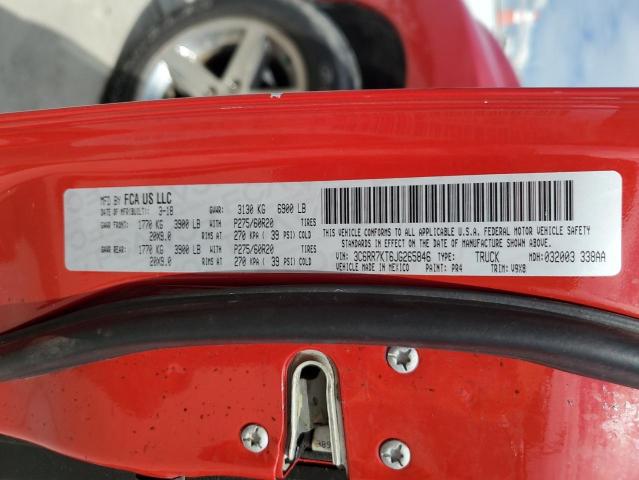 MFD BY FCA US LLC
DATE OF MFR(BUILT): 3-18 GVWR: 3130 KG 6900 LB
GAWR FRONT: 1770 KG 3900 LB WITH P275/60R20 TIRES
20X9.0 RIMS AT 270 KPA ( 39 PSI) COLD
GAWR REAR: 1770 KG 3900 LB WITH P275/60R20 TIRES
20X9.0 RIMS AT 270 KPA ( 39 PSI) COLD
THIS VEHICLE CONFORMS TO ALL APPLICABLE U.S.A. FEDERAL MOTOR VEHICLE SAFETY
STANDARDS IN EFFECT ON THE DATE OF MANUFACTURE SHOWN ABOVE.
VIN: 3C6RR7KT6JG265846 TYPE: TRUCK MDH: 032003 338AA
VEHICLE MADE IN MEXICO PAINT: PR4 TRIM: V9X8